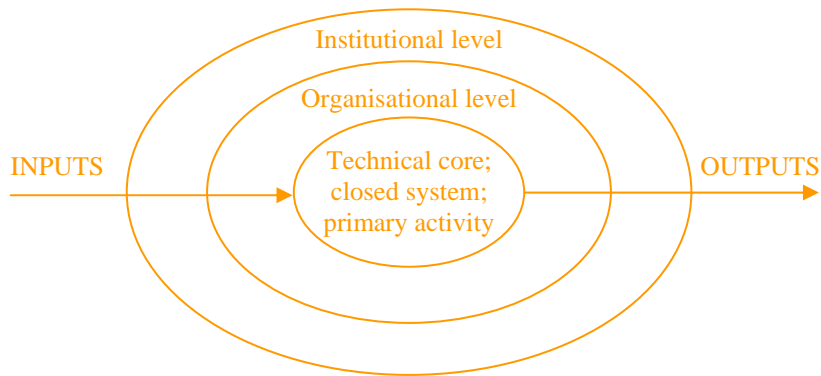 Institutional level
Organisational level
INPUTS
Technical core;
closed system;
primary activity
OUTPUTS